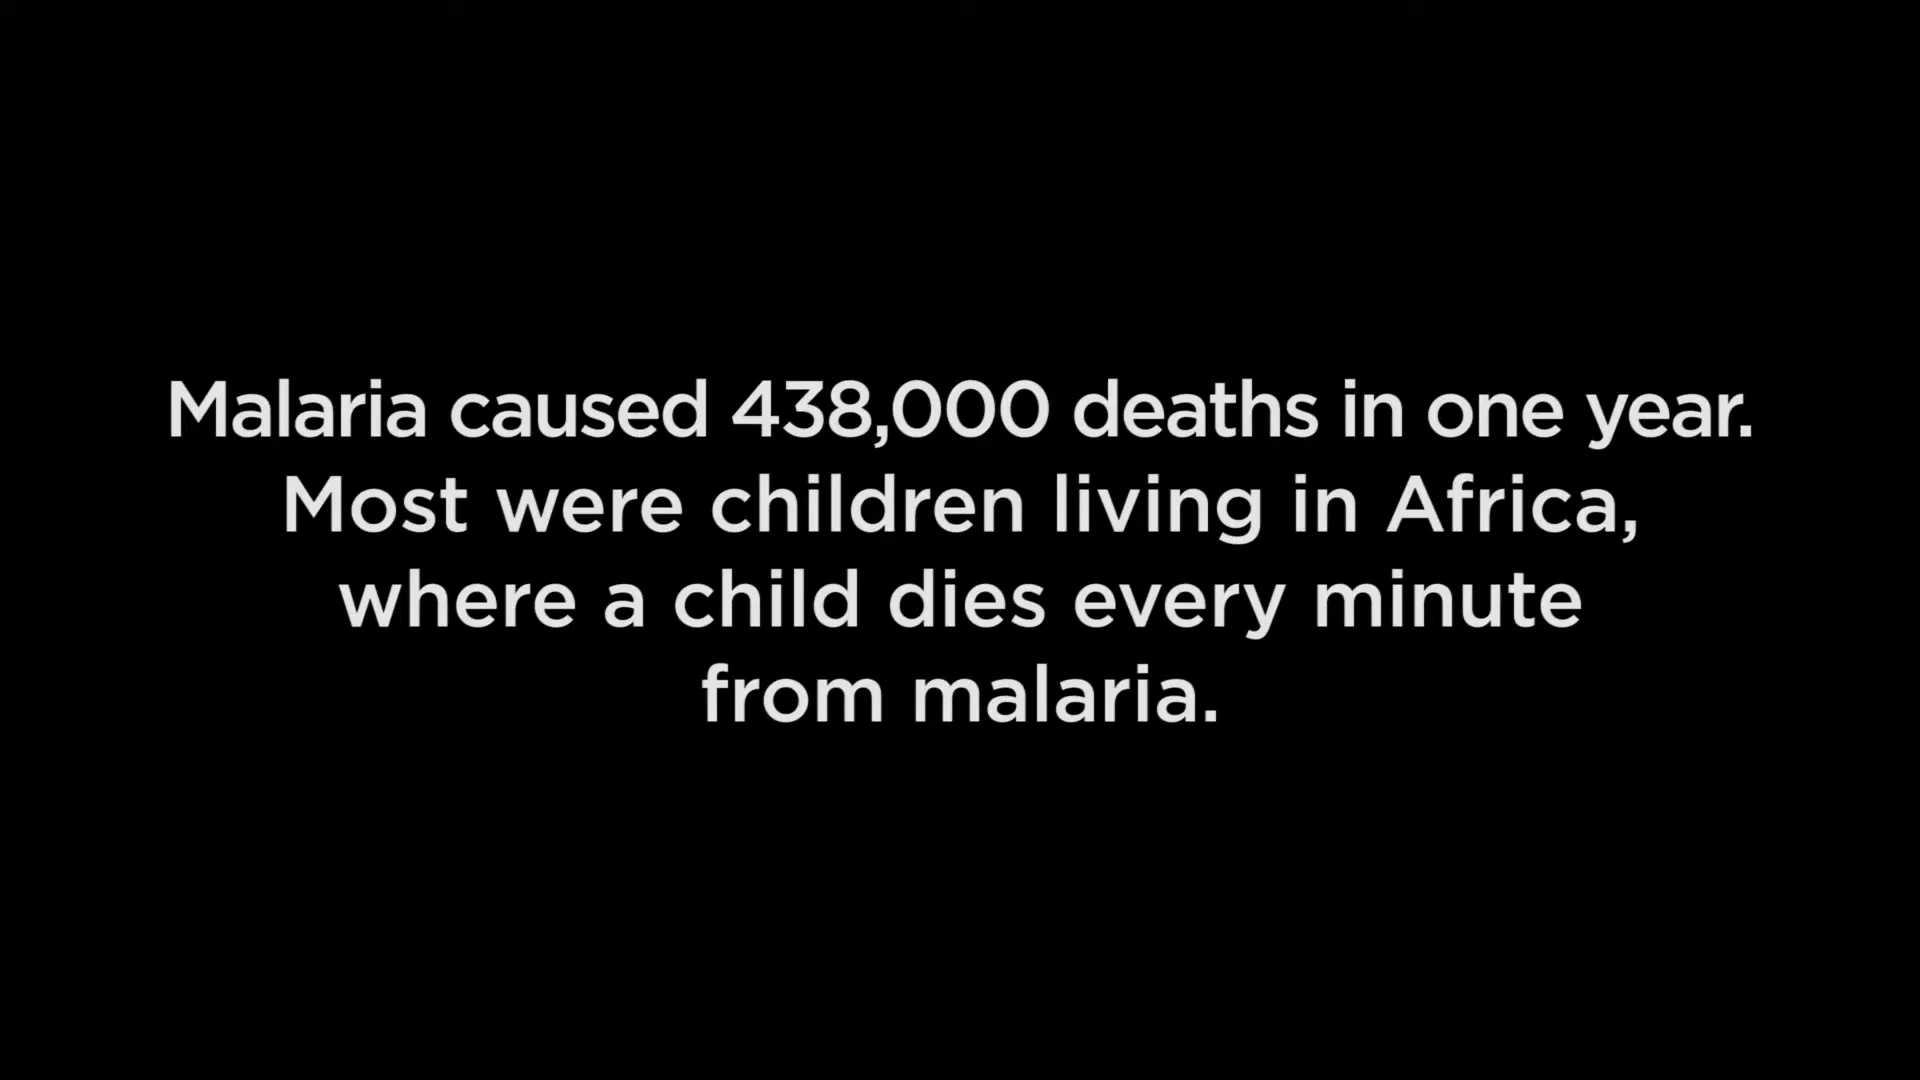 Malaria caused 438,000 deaths in one year.
Most were children living in Africa,
where a child dies every minute
from malaria.